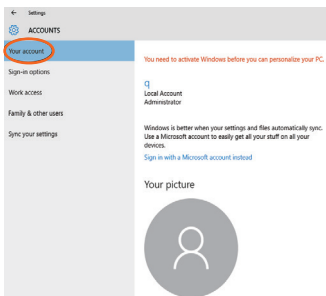 Settings
ACCOUNTS
Your account
Sign-in options
Work access
Family & other users
Sync your settings
You need to activate Windows before you can personalize your PC.
q
Local Account
Administrator
Windows is better when your settings and files automatically sync.
Use a Microsoft account to easily get all your stuff on all your
devices.
Sign in with a Microsoft account instead
Your picture